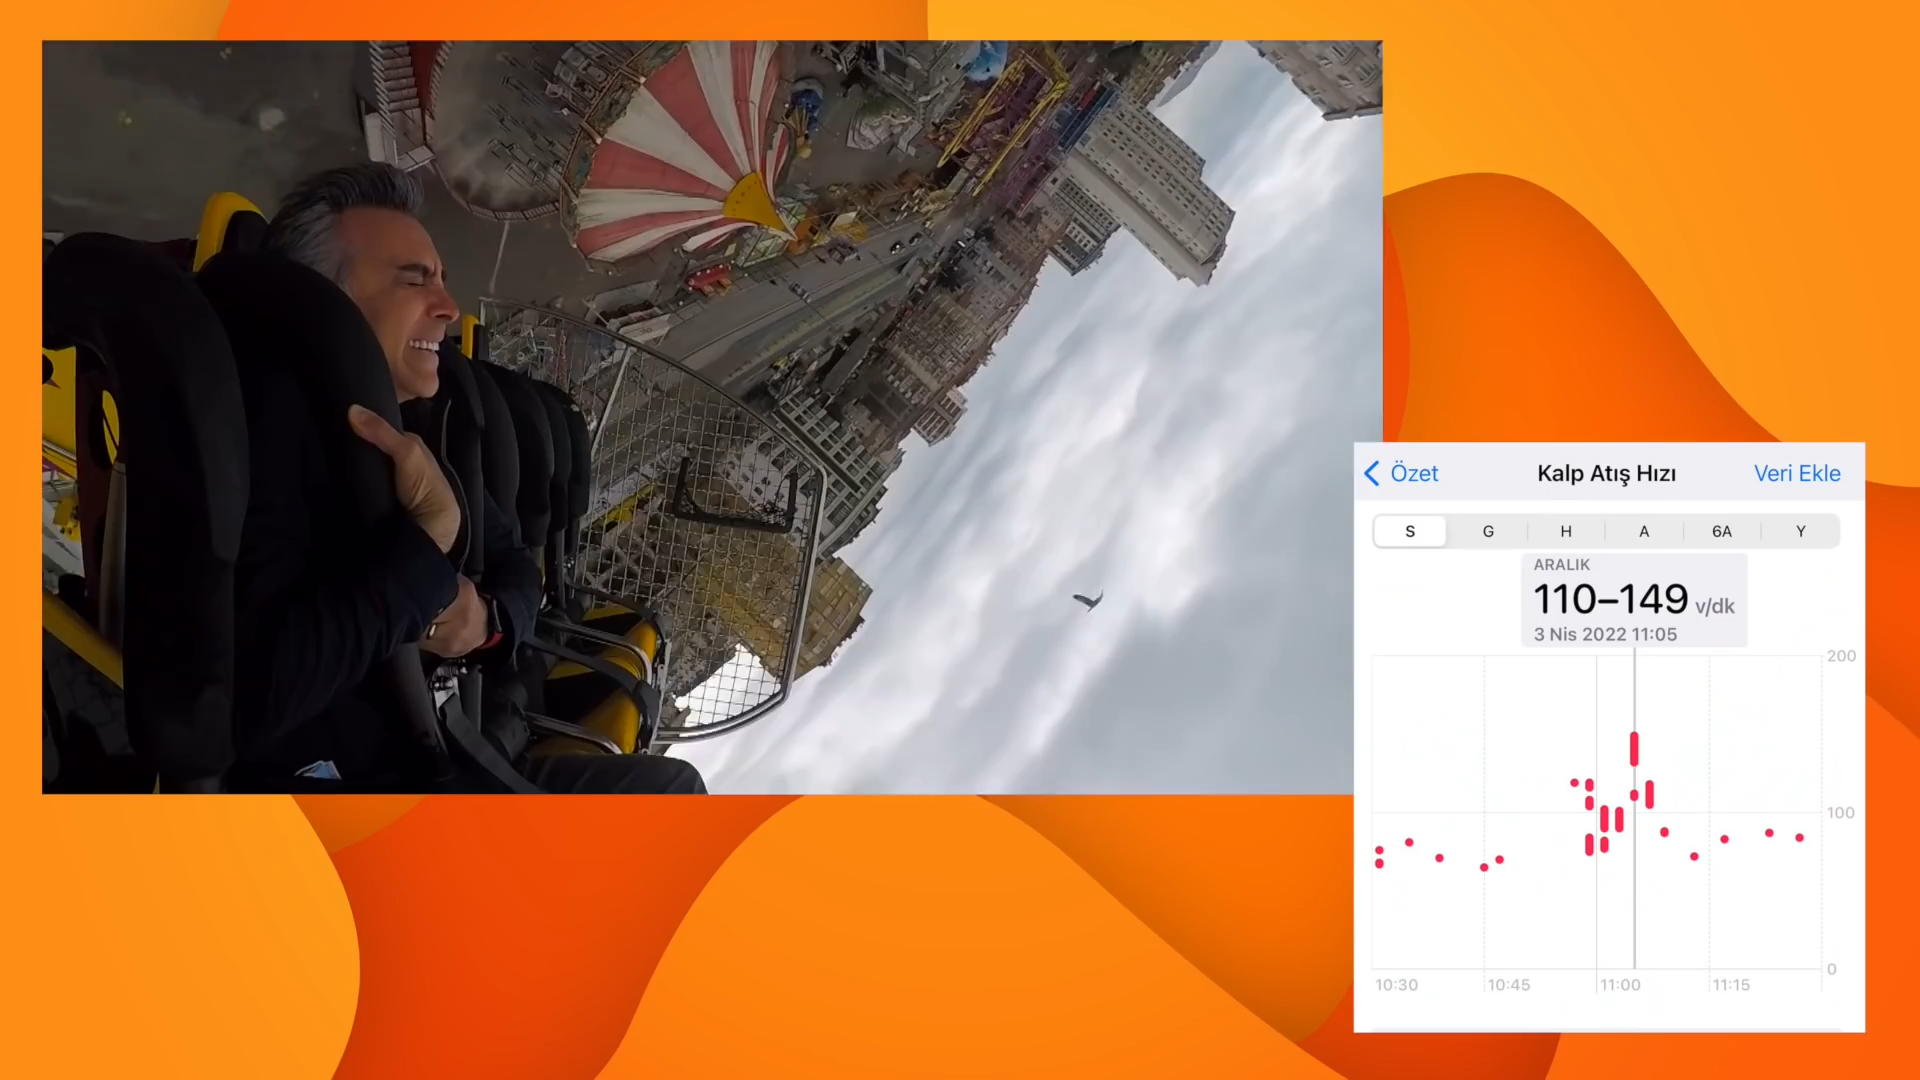 Özet Kalp Atış Hızı Veri Ekle
S G H A 6A Y
ARALIK
110–149 v/dk
3 Nis 2022 11:05
200
100
0
10:30 10:45 11:00 11:15